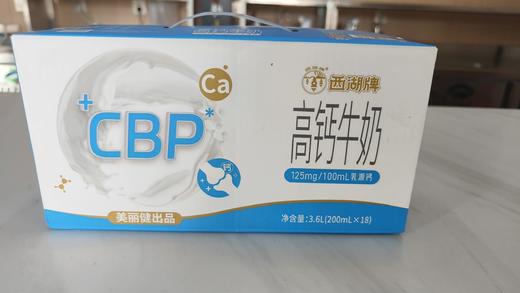 Ca
+CBP*
钙
美丽健出品
西湖牌
高钙牛奶
125mg/100mL乳源钙
净含量:3.6L(200mL×18)